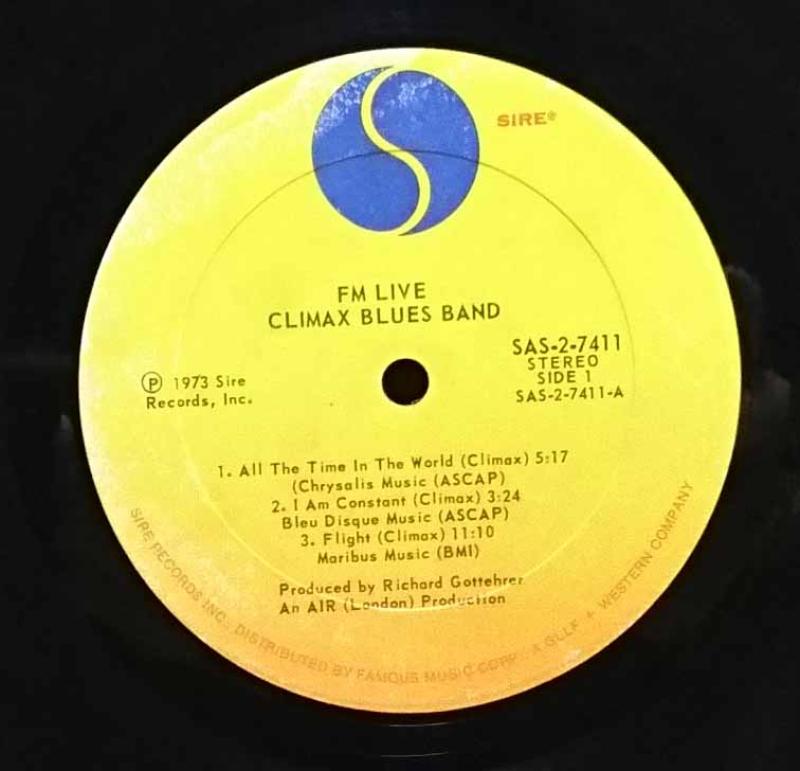 SIRE®
FM LIVE
CLIMAX BLUES BAND
SAS-2-7411
STEREO
SIDE 1
SAS-2-7411-A
℗ 1973 Sire
Records, Inc.
1. All The Time In The World (Climax) 5:17
(Chrysalis Music (ASCAP)
2. I Am Constant (Climax) 3:24
Bleu Disque Music (ASCAP)
3. Flight (Climax) 11:10
Maribus Music (BMI)
Produced by Richard Gottehrer
An AIR (London) Production
SIRE RECORDS INC., DISTRIBUTED BY FAMOUS MUSIC CORP. A GULF + WESTERN COMPANY